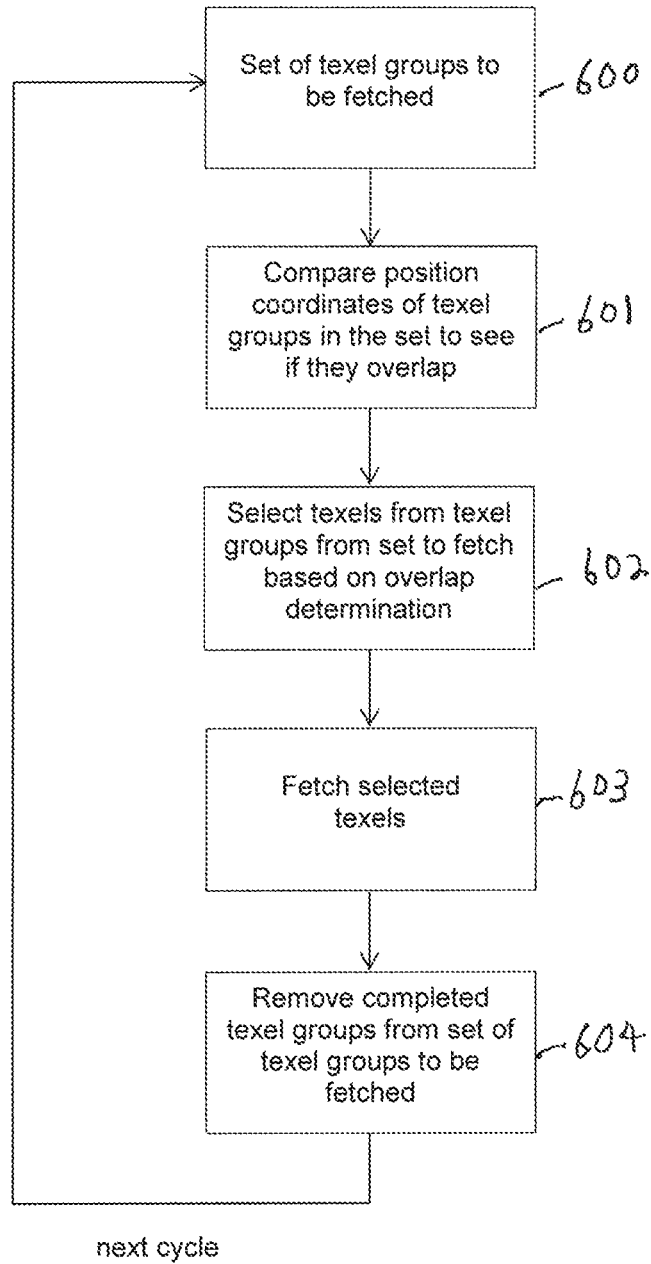 Set of texel groups to
be fetched
600
Compare position
coordinates of texel
groups in the set to see
if they overlap
601
Select texels from texel
groups from set to fetch
based on overlap
determination
602
Fetch selected
texels
603
Remove completed
texel groups from set of
texel groups to be
fetched
604
next cycle